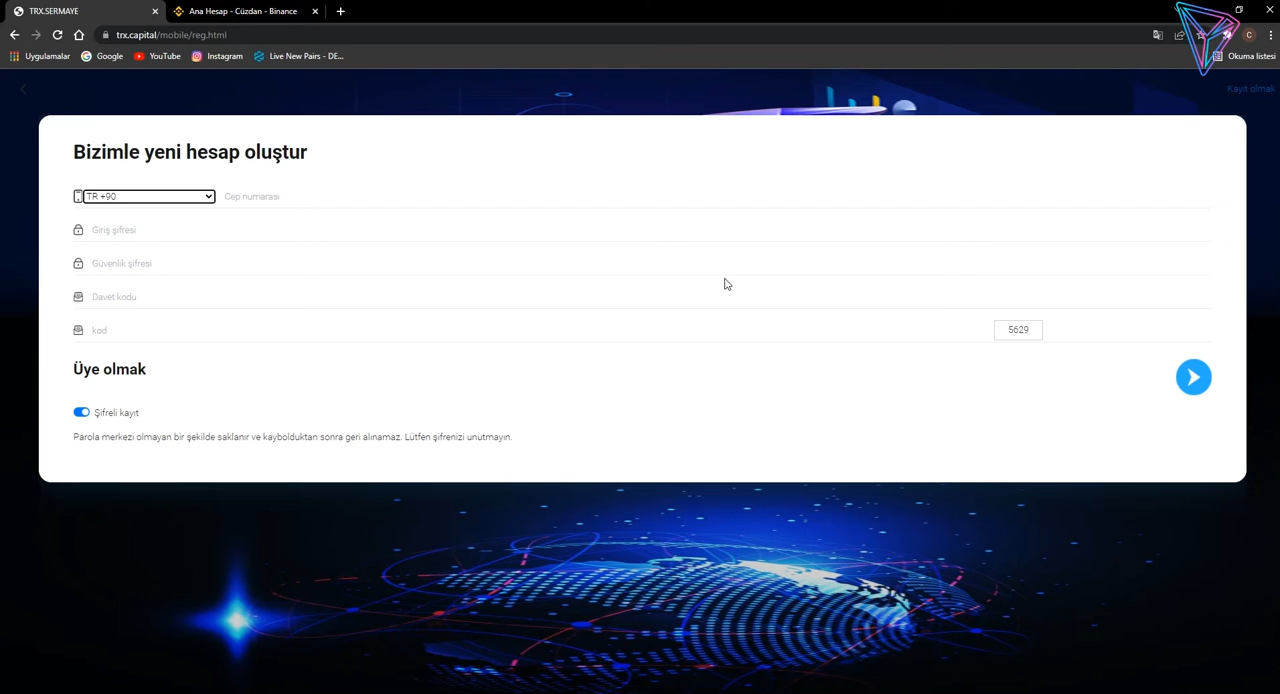 TRX.SERMAYE
Ana Hesap - Cüzdan - Binance
trx.capital/mobile/reg.html
C
Uygulamalar
Google
YouTube
Instagram
Live New Pairs - DE...
Okuma listesi
Kayıt olmak
Bizimle yeni hesap oluştur
TR +90
Cep numarası
Giriş şifresi
Güvenlik şifresi
Davet kodu
kod
5629
Üye olmak
Şifreli kayıt
Parola merkezi olmayan bir şekilde saklanır ve kaybolduktan sonra geri alınamaz. Lütfen şifrenizi unutmayın.